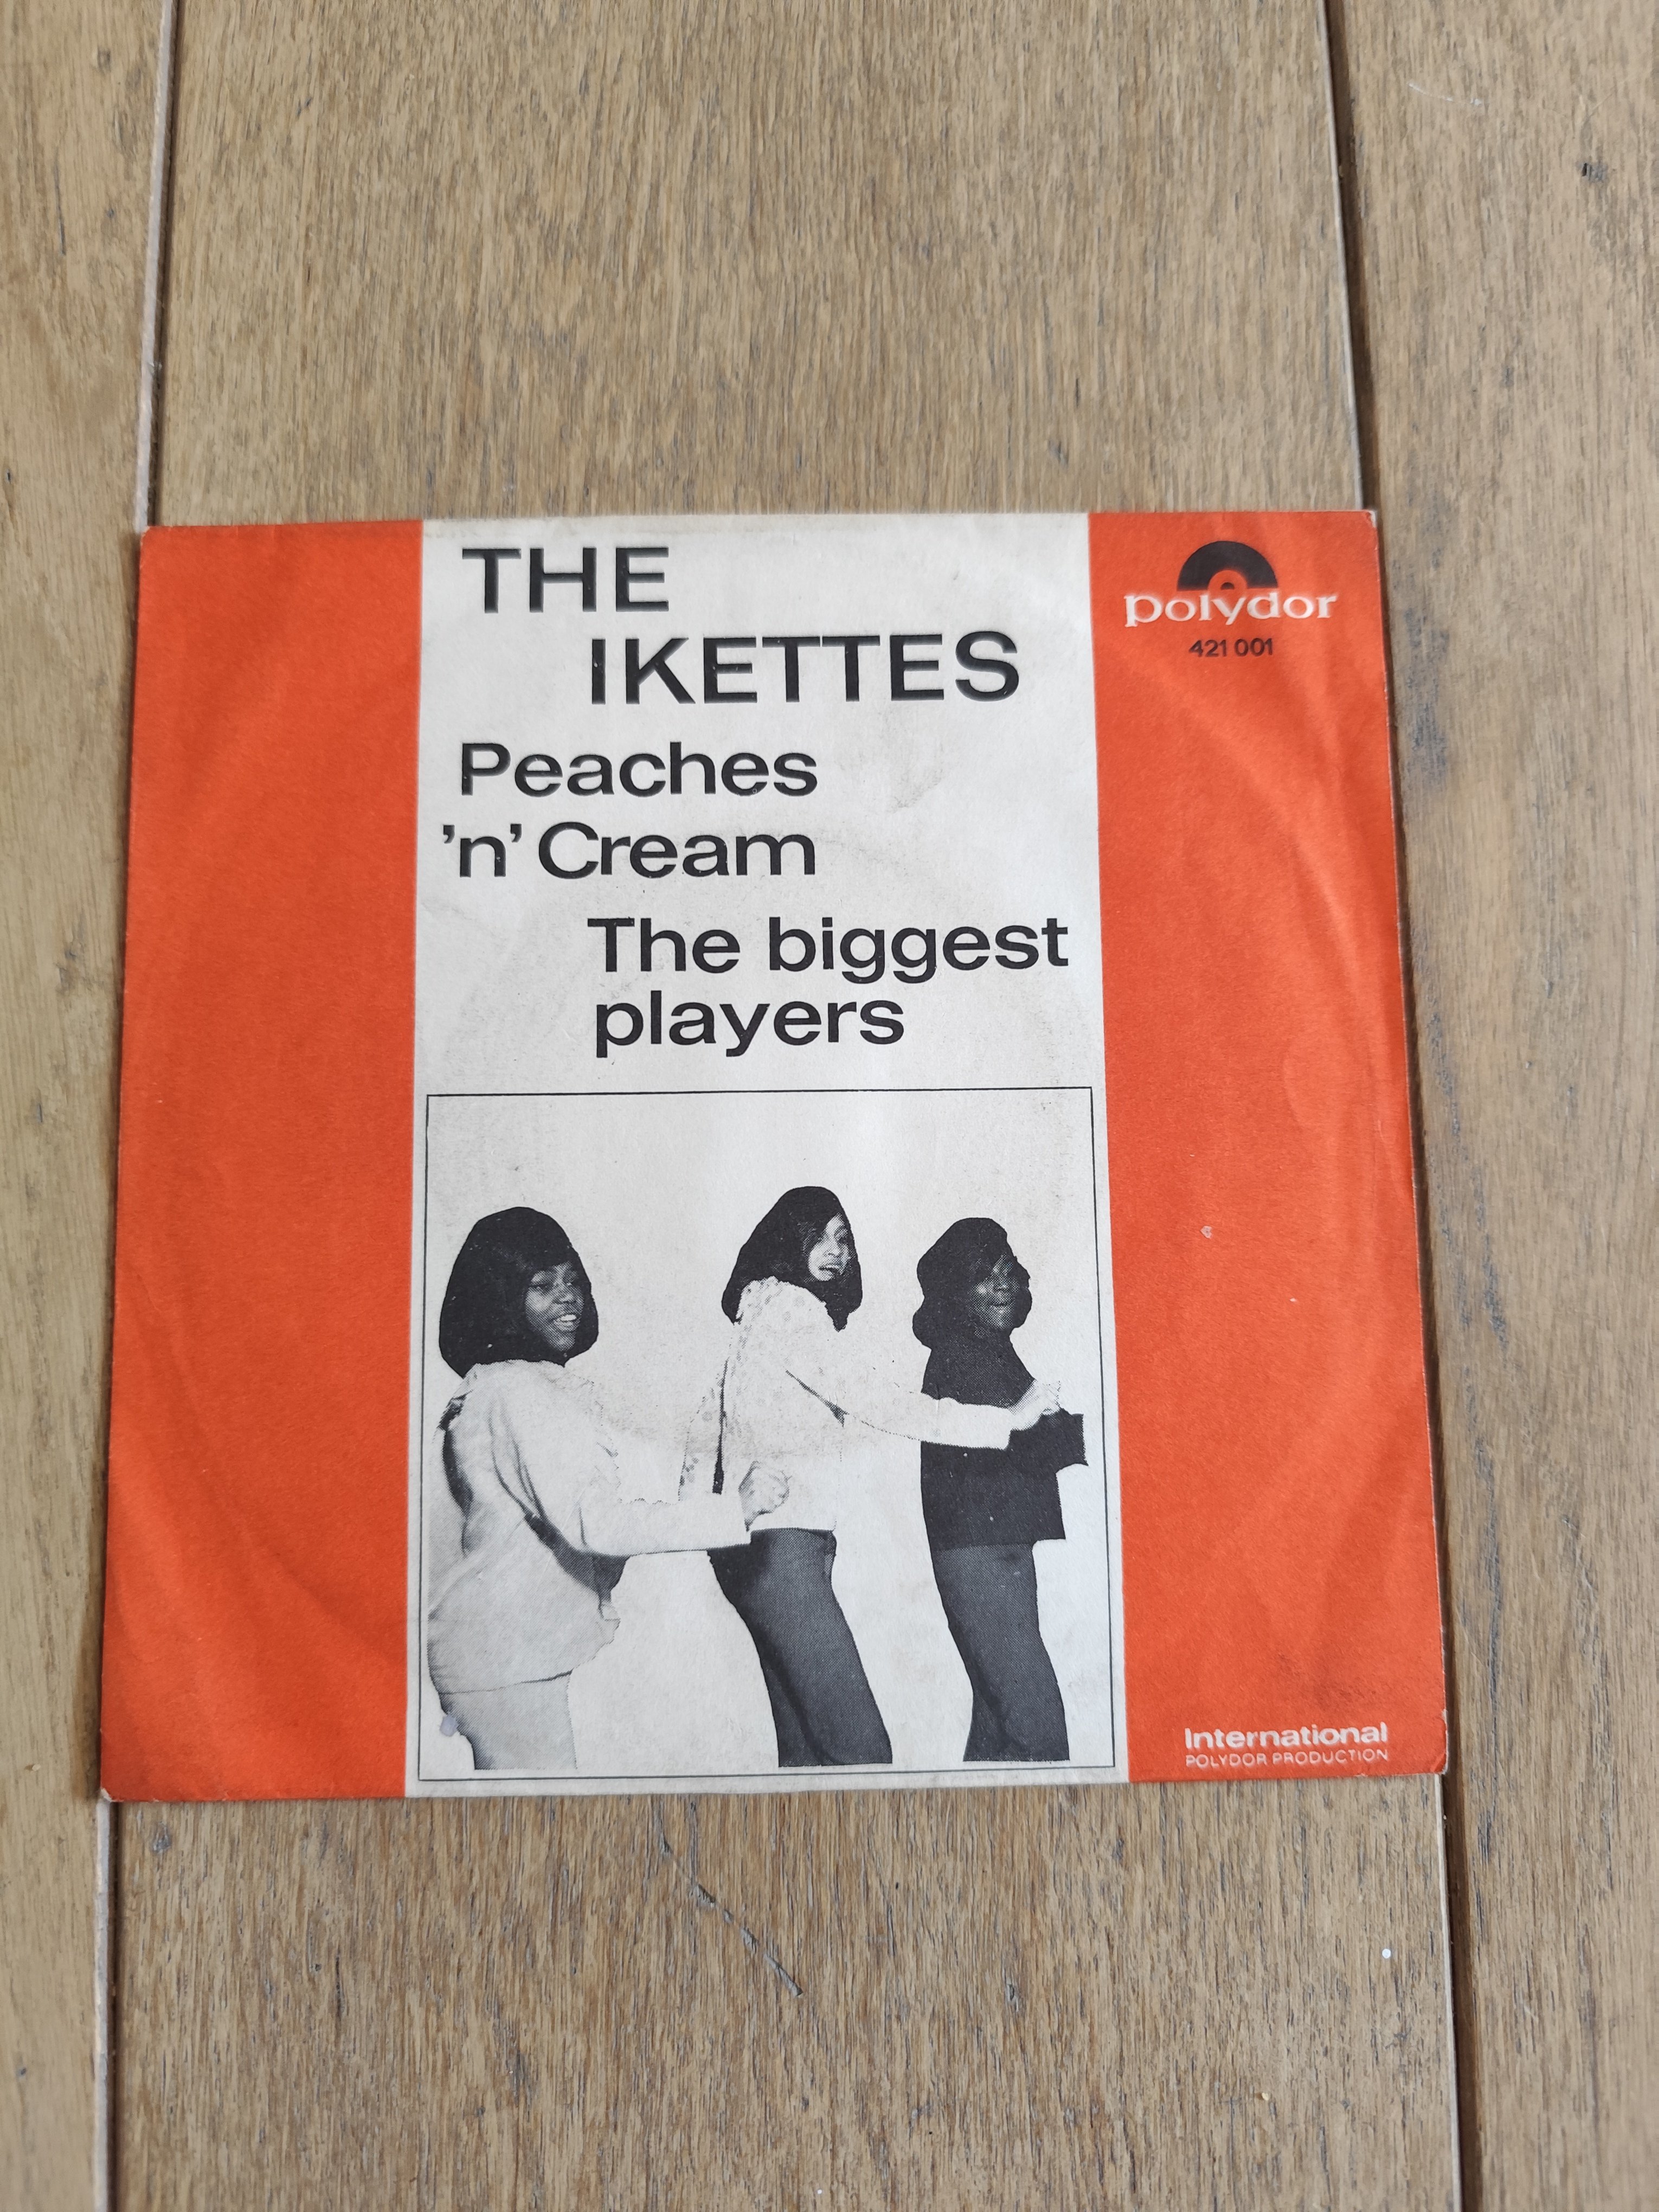 THE
IKETTES
Peaches
'n' Cream
The biggest
players
polydor
421 001
International
POLYDOR PRODUCTION